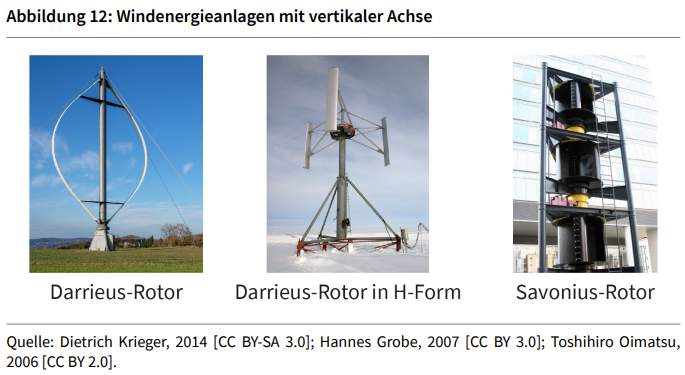 Abbildung 12: Windenergieanlagen mit vertikaler Achse
Darrieus-Rotor
Darrieus-Rotor in H-Form
Savonius-Rotor
Quelle: Dietrich Krieger, 2014 [CC BY-SA 3.0]; Hannes Grobe, 2007 [CC BY 3.0]; Toshihiro Oimatsu,
2006 [CC BY 2.0].